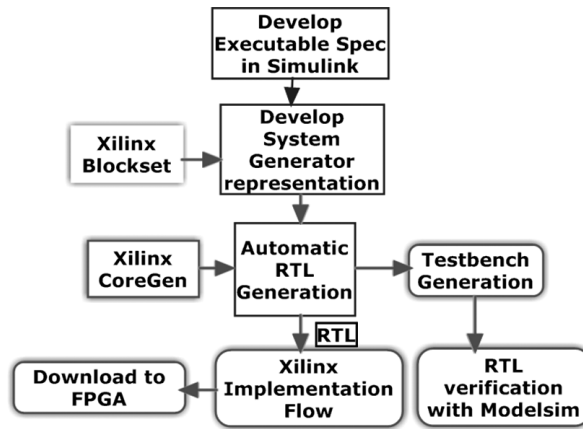 Develop
Executable Spec
in Simulink
Develop
System
Generator
representation
Xilinx
Blockset
Automatic
RTL
Generation
Xilinx
CoreGen
Testbench
Generation
RTL
Xilinx
Implementation
Flow
Download to
FPGA
RTL
verification
with Modelsim